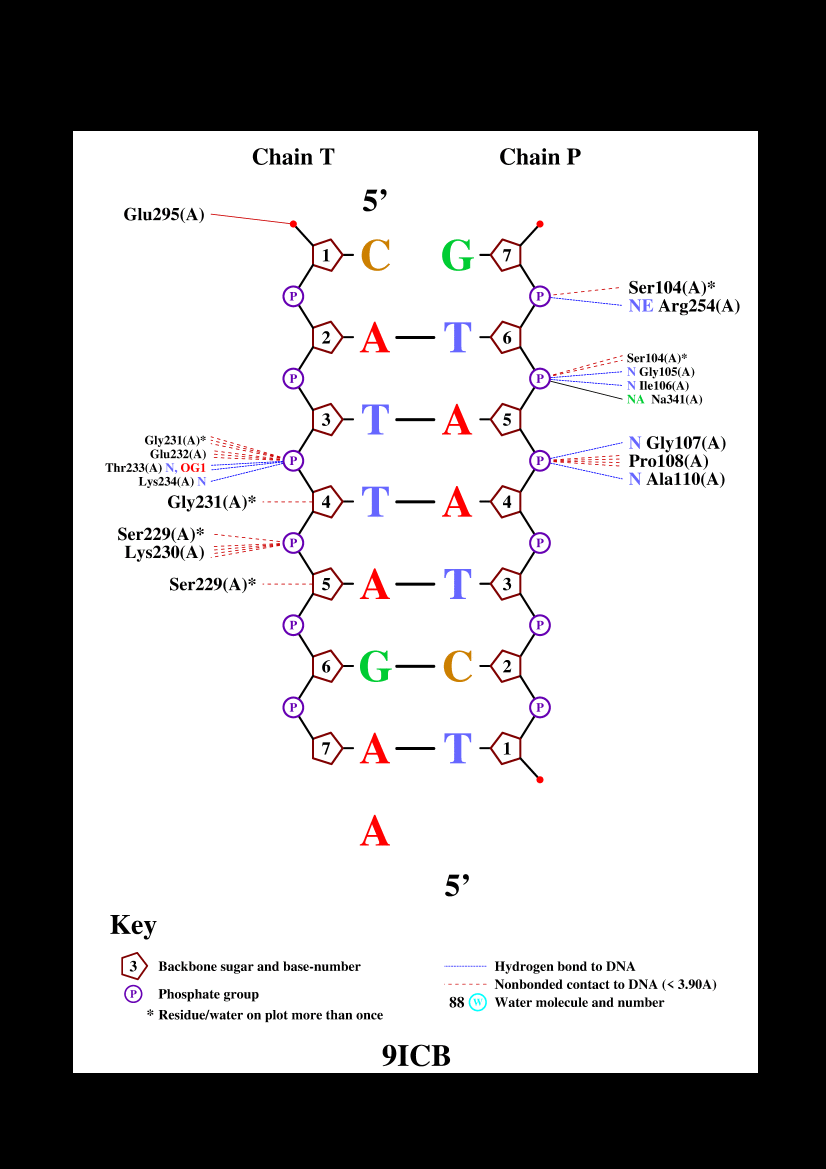 Chain T Chain P
5’
Glu295(A)
1 C G 7
P P Ser104(A)*
NE Arg254(A)
2 A T 6
P P Ser104(A)*
N Gly105(A)
N Ile106(A)
NA Na341(A)
3 T A 5
Gly231(A)* N Gly107(A)
Glu232(A) P P Pro108(A)
Thr233(A) N, OG1
Lys234(A) N N Ala110(A)
Gly231(A)* 4 T A 4
Ser229(A)* P P
Lys230(A)
Ser229(A)* 5 A T 3
P P
6 G C 2
P P
7 A T 1
A
5’
Key
3 Backbone sugar and base-number Hydrogen bond to DNA
Nonbonded contact to DNA (< 3.90A)
P Phosphate group 88 W Water molecule and number
* Residue/water on plot more than once
9ICB